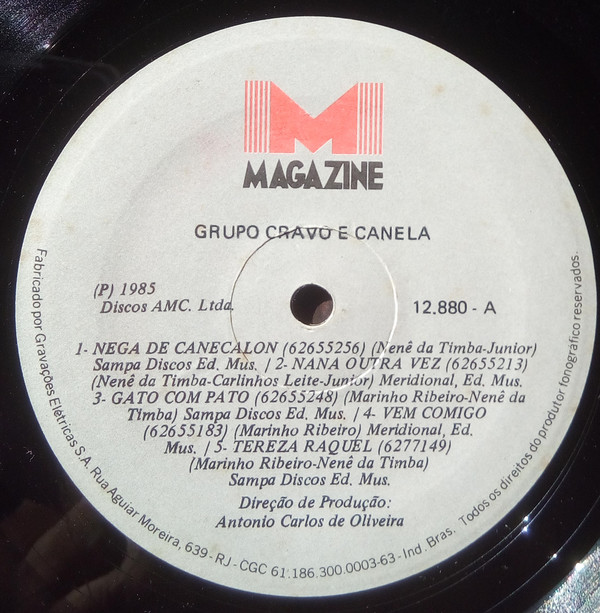 M
MAGAZINE
GRUPO CRAVO E CANELA
(P) 1985
Discos AMC. Ltda.
12.880 - A
1- NEGA DE CANECALON (62655256) (Nenê da Timba-Junior)
Sampa Discos Ed. Mus. / 2- NANA OUTRA VEZ (62655213)
(Nenê da Timba-Carlinhos Leite-Junior) Meridional, Ed. Mus.
3- GATO COM PATO (62655248) (Marinho Ribeiro-Nenê da
Timba) Sampa Discos Ed. Mus. / 4- VEM COMIGO
(62655183) (Marinho Ribeiro) Meridional, Ed.
Mus. / 5- TEREZA RAQUEL (6277149)
(Marinho Ribeiro-Nenê da Timba)
Sampa Discos Ed. Mus.
Direção de Produção:
Antonio Carlos de Oliveira
Fabricado por Gravações Elétricas S.A. Rua Aguiar Moreira, 639 - RJ - CGC 61.186.300.0003-63 - Ind. Bras. Todos os direitos do produtor fonográfico reservados.